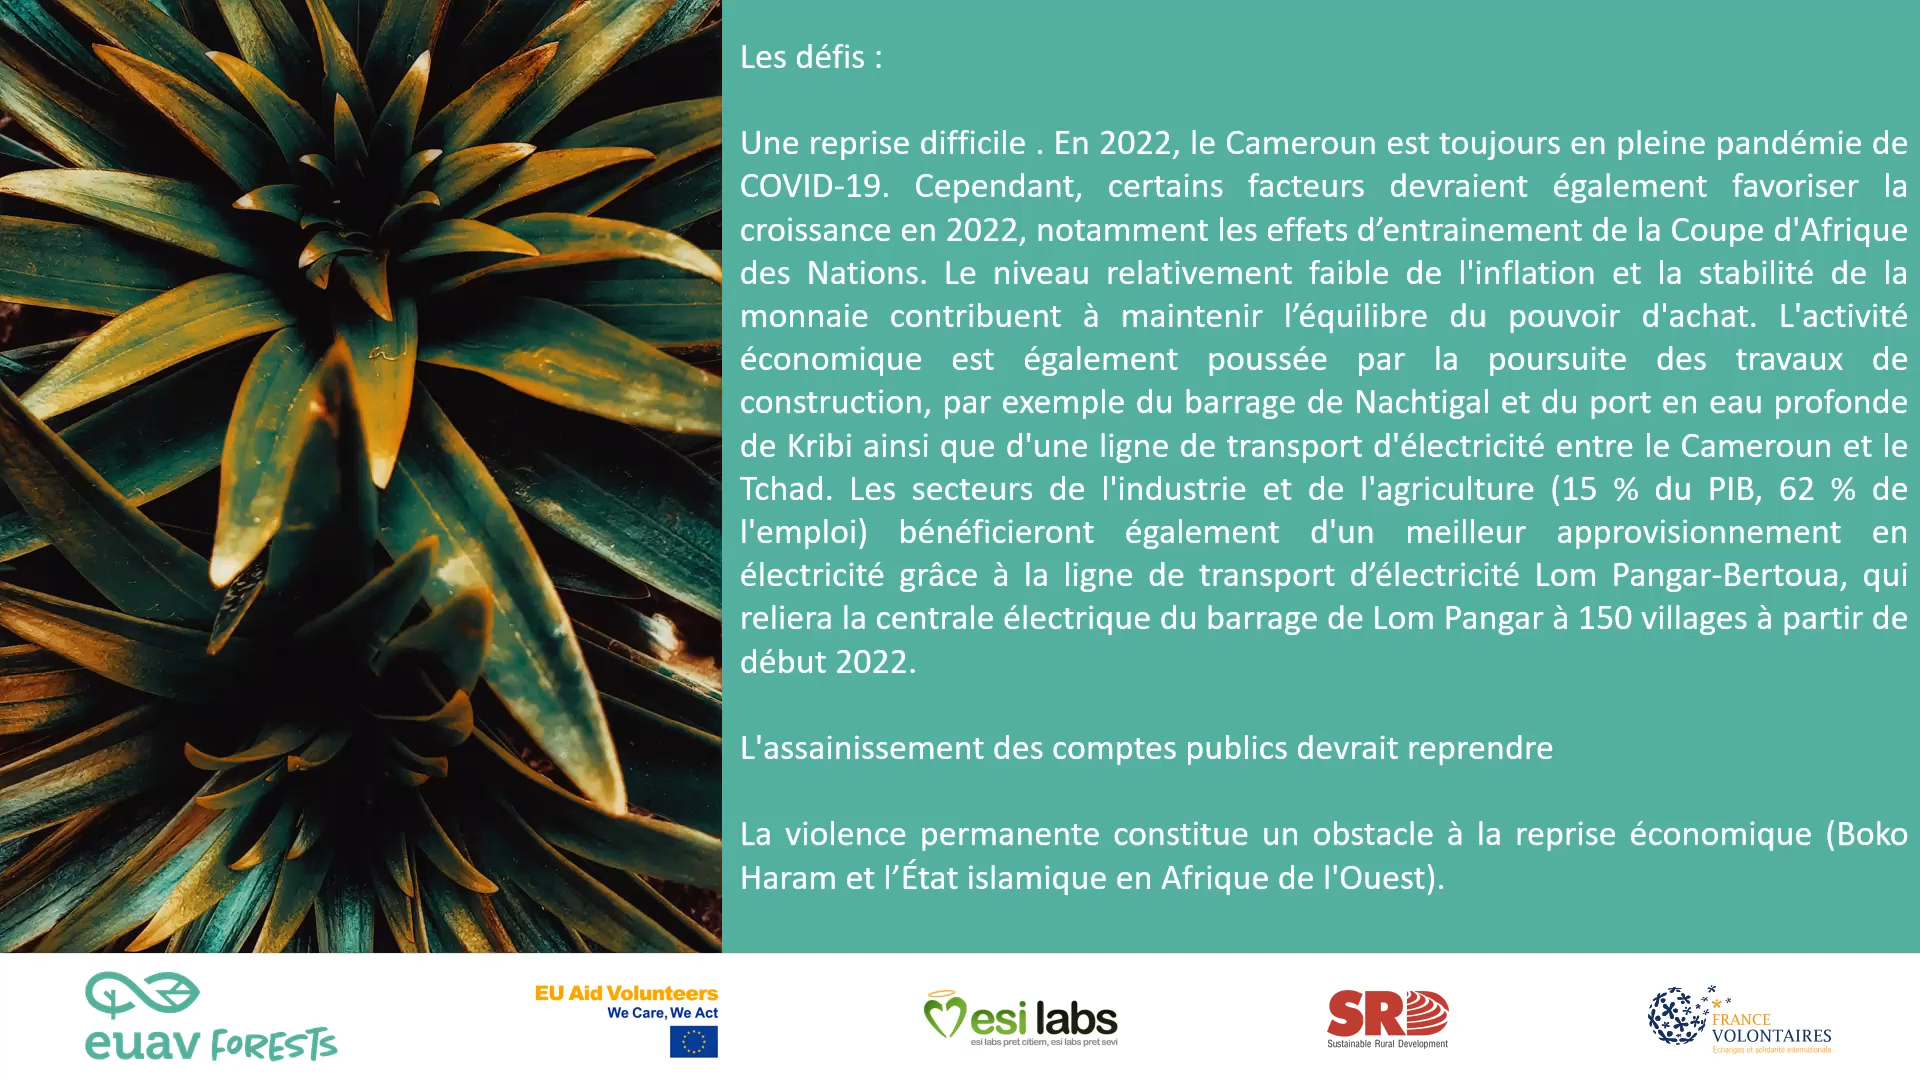 Les défis :
Une reprise difficile . En 2022, le Cameroun est toujours en pleine pandémie de
COVID-19. Cependant, certains facteurs devraient également favoriser la
croissance en 2022, notamment les effets d’entrainement de la Coupe d'Afrique
des Nations. Le niveau relativement faible de l'inflation et la stabilité de la
monnaie contribuent à maintenir l’équilibre du pouvoir d'achat. L'activité
économique est également poussée par la poursuite des travaux de
construction, par exemple du barrage de Nachtigal et du port en eau profonde
de Kribi ainsi que d'une ligne de transport d'électricité entre le Cameroun et le
Tchad. Les secteurs de l'industrie et de l'agriculture (15 % du PIB, 62 % de
l'emploi) bénéficieront également d'un meilleur approvisionnement en
électricité grâce à la ligne de transport d’électricité Lom Pangar-Bertoua, qui
reliera la centrale électrique du barrage de Lom Pangar à 150 villages à partir de
début 2022.
L'assainissement des comptes publics devrait reprendre
La violence permanente constitue un obstacle à la reprise économique (Boko
Haram et l’État islamique en Afrique de l'Ouest).
euav FORESTS
EU Aid Volunteers
We Care, We Act
esi labs
esi labs pret citiem, esi labs pret sevi
SRD
Sustainable Rural Development
FRANCE
VOLONTAIRES
Echanges et solidarité internationale